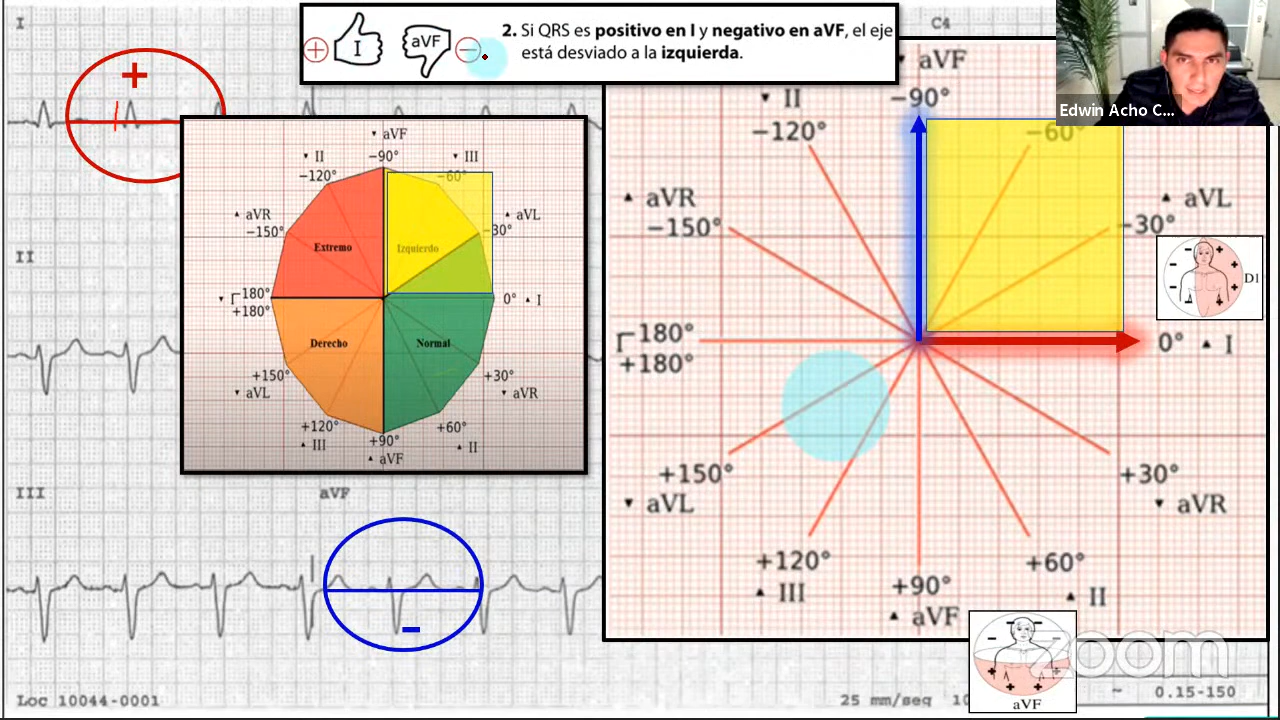 I
I
aVF
2. Si QRS es positivo en I y negativo en aVF, el eje
está desviado a la izquierda.
C4
Edwin Acho C...
+
▼ aVF
−90°
▼ II
−120°
▼ III
−60°
▲ aVR
−150°
▲ aVL
−30°
Extremo
Izquierdo
180°
+180°
0° ▲ I
Derecho
Normal
+150°
▼ aVL
+30°
▼ aVR
+120°
▲ III
+60°
▲ II
+90°
▲ aVF
aVF
−90°
▼ II
−120°
−60°
▲ aVR
−150°
▲ aVL
−30°
D1
180°
+180°
0° ▲ I
+150°
▼ aVL
+30°
▼ aVR
+120°
▲ III
+60°
▲ II
+90°
▲ aVF
II
III
aVF
−
aVF
zoom
Loc 10044-0001
25 mm/seg
10
~ 0.15-150